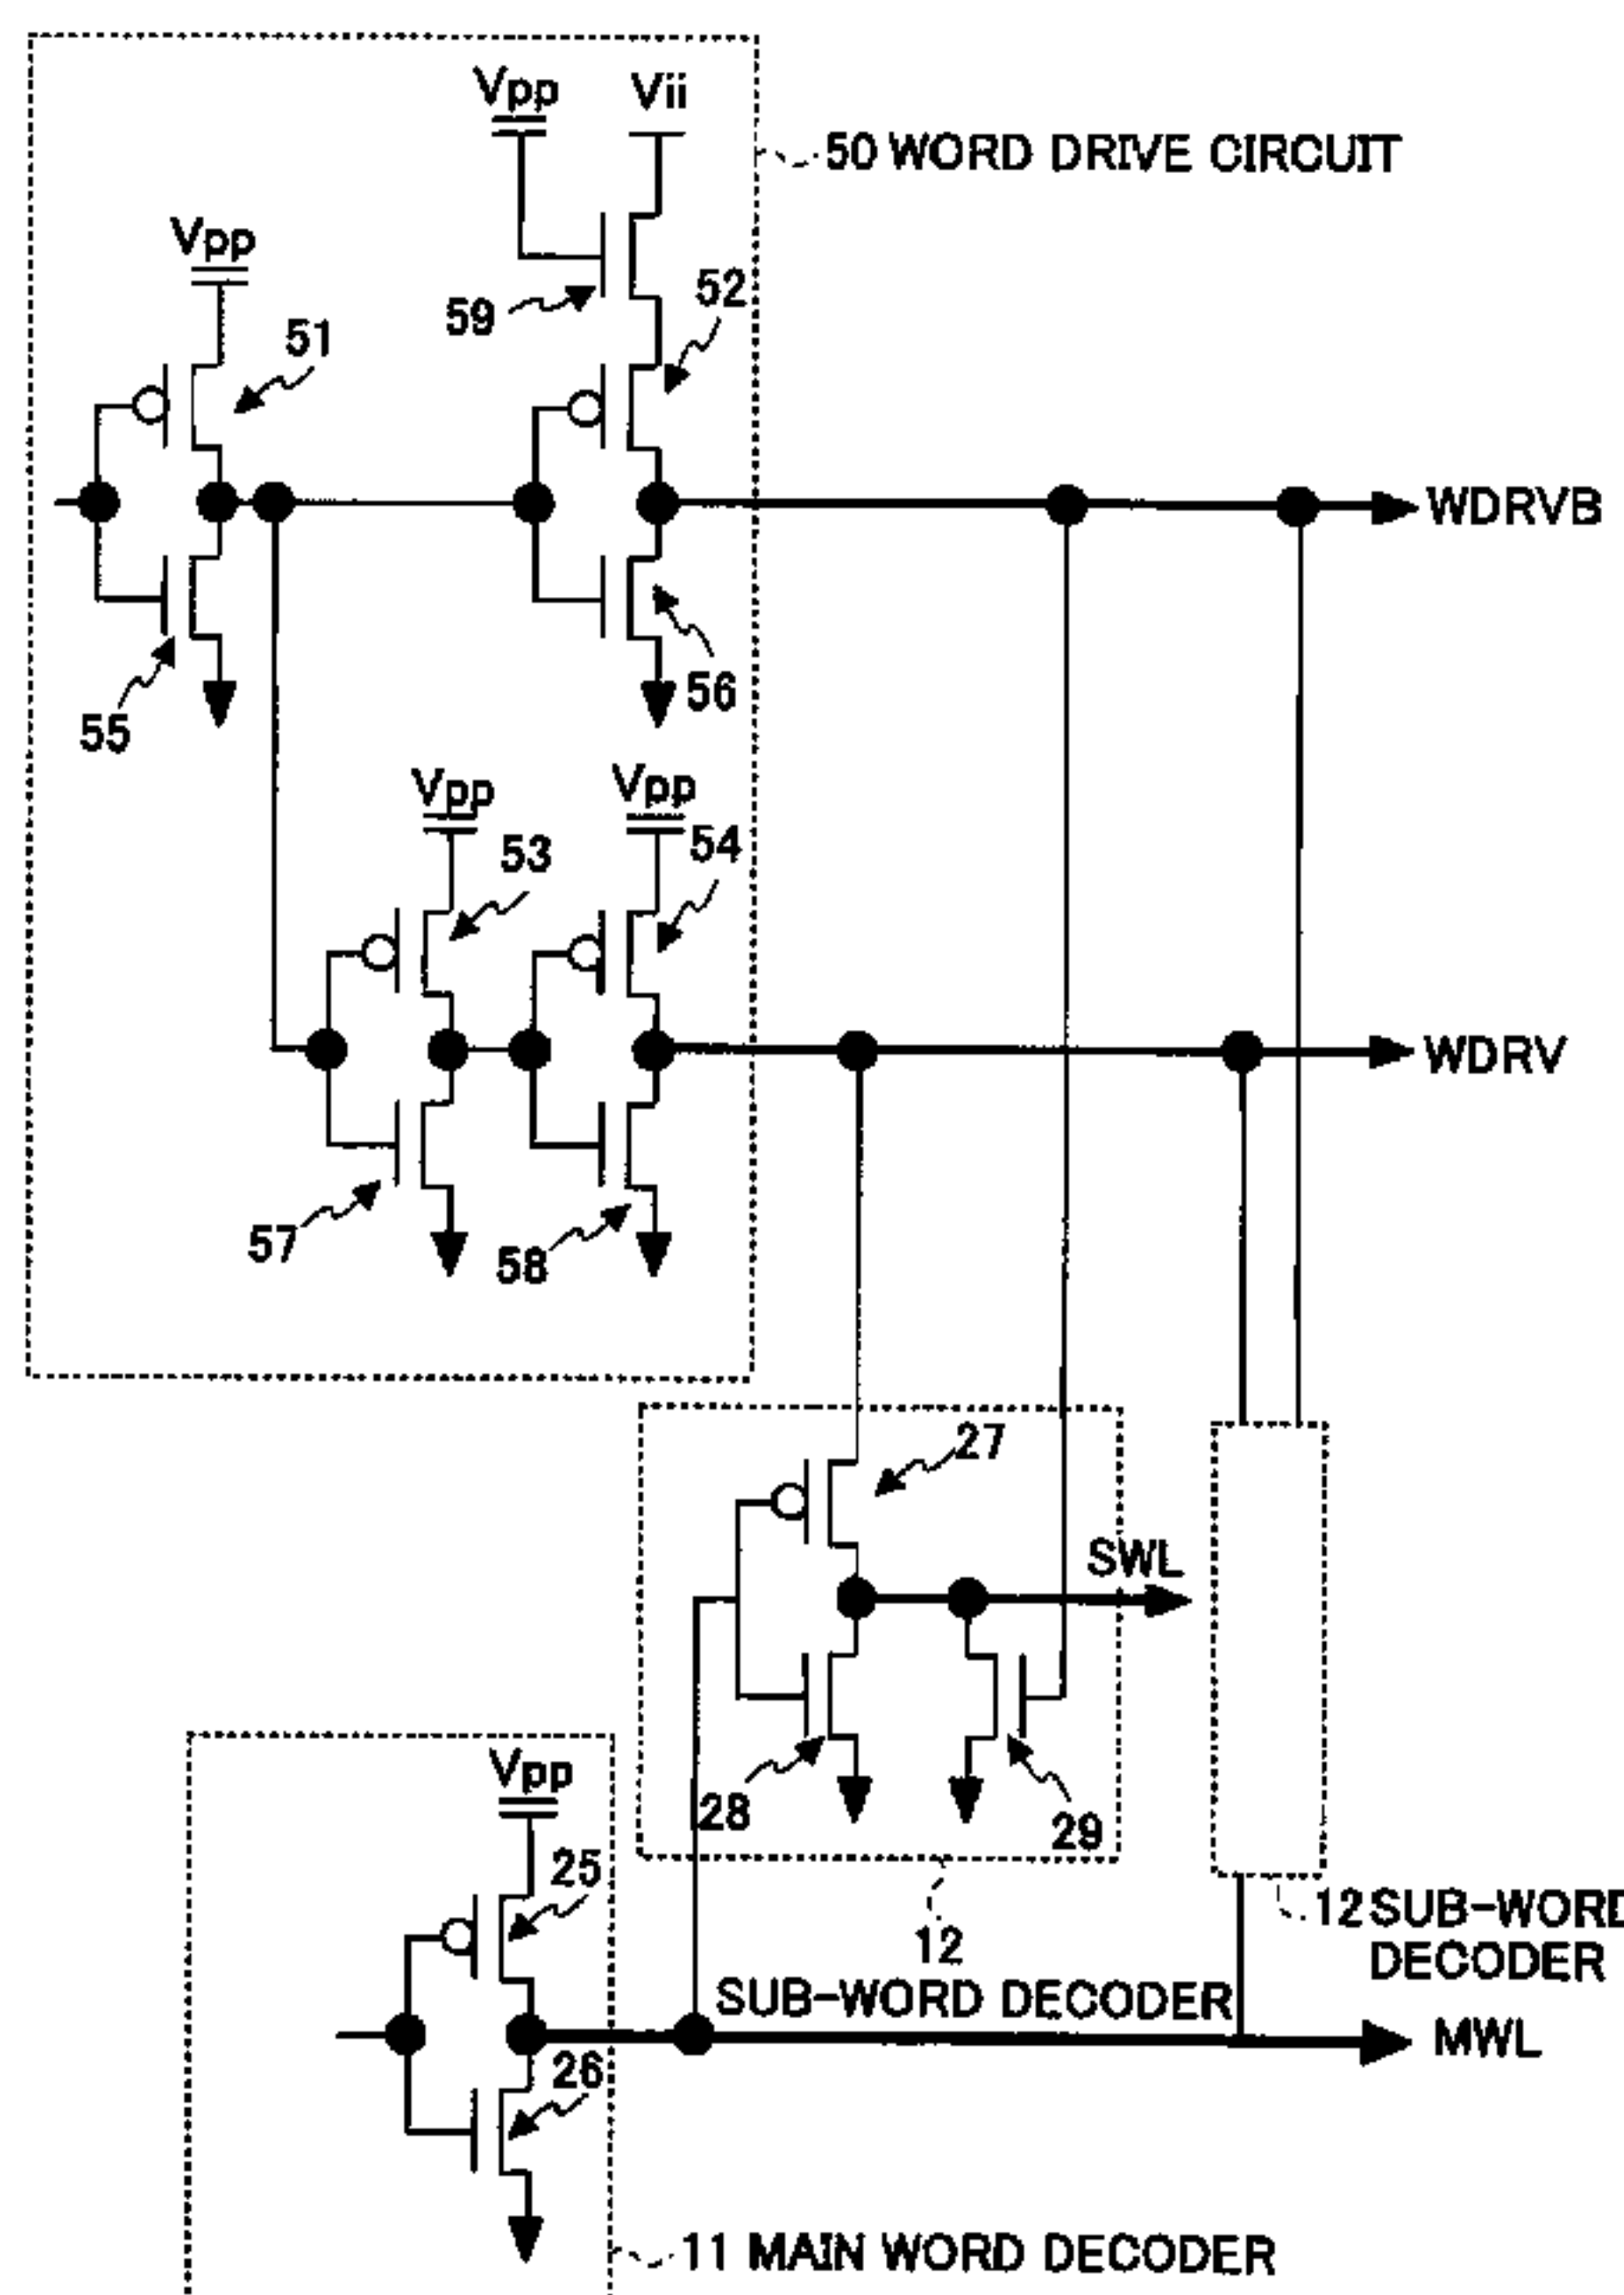 Vpp
Vii
50 WORD DRIVE CIRCUIT
Vpp
59
52
51
WDRVB
55
56
Vpp
Vpp
53
54
WDRV
57
58
27
SWL
28
29
Vpp
25
12
12 SUB-WORD
DECODER
SUB-WORD DECODER
MWL
26
11 MAIN WORD DECODER